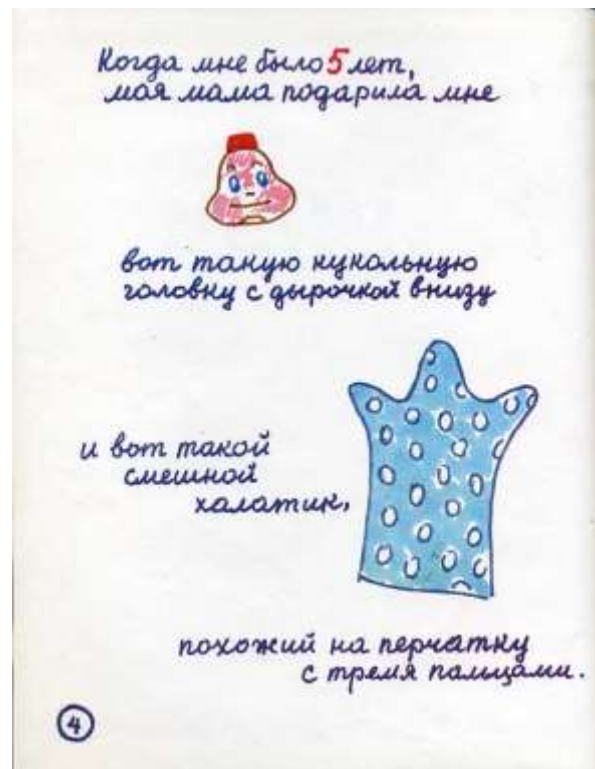 Когда мне было 5 лет,
моя мама подарила мне
вот такую кукольную
головку с дырочкой внизу
и вот такой
смешной
халатик,
похожий на перчатку
с тремя пальцами.
4